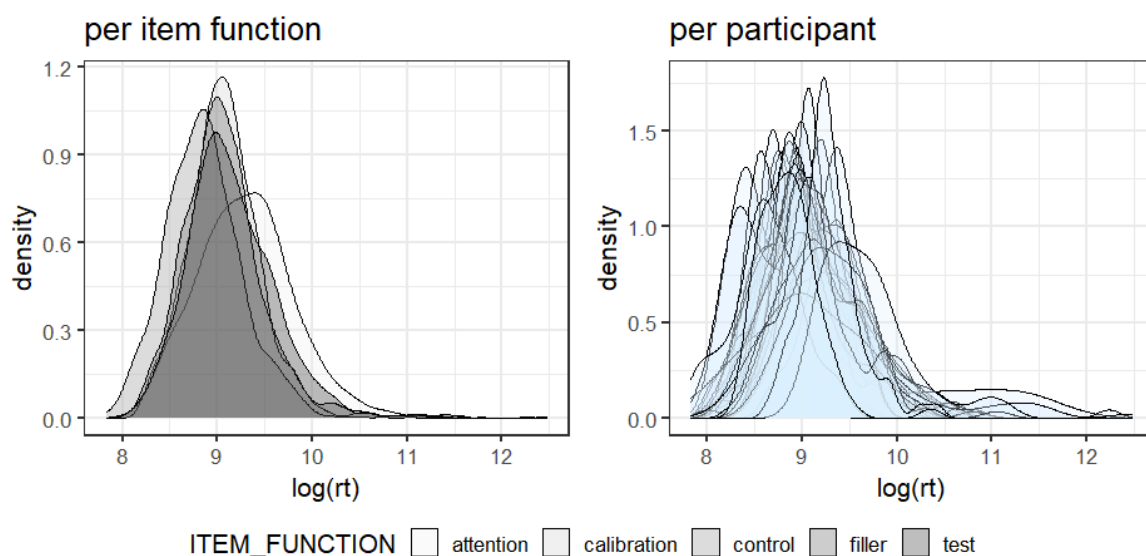 per item function
per participant
1.2
0.9
0.6
0.3
0.0
density
8 9 10 11 12
log(rt)
1.5
1.0
0.5
0.0
density
8 9 10 11 12
log(rt)
ITEM_FUNCTION attention calibration control filler test